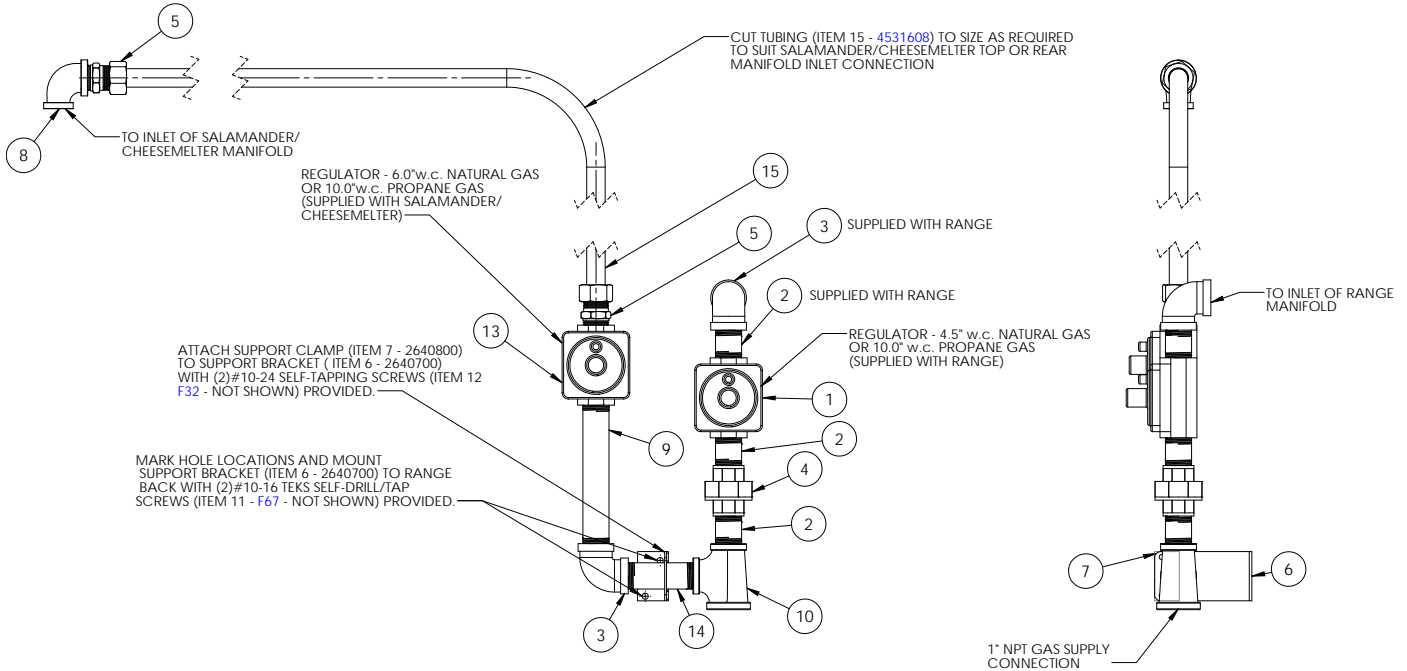 5
CUT TUBING (ITEM 15 - 4531608) TO SIZE AS REQUIRED
TO SUIT SALAMANDER/CHEESEMELTER TOP OR REAR
MANIFOLD INLET CONNECTION
8
TO INLET OF SALAMANDER/
CHEESEMELTER MANIFOLD
REGULATOR - 6.0"w.c. NATURAL GAS
OR 10.0"w.c. PROPANE GAS
(SUPPLIED WITH SALAMANDER/
CHEESEMELTER)
15
5
3
SUPPLIED WITH RANGE
2
SUPPLIED WITH RANGE
TO INLET OF RANGE
MANIFOLD
13
REGULATOR - 4.5" w.c. NATURAL GAS
OR 10.0" w.c. PROPANE GAS
(SUPPLIED WITH RANGE)
ATTACH SUPPORT CLAMP (ITEM 7 - 2640800)
TO SUPPORT BRACKET ( ITEM 6 - 2640700)
WITH (2)#10-24 SELF-TAPPING SCREWS (ITEM 12
F32 - NOT SHOWN) PROVIDED.
1
9
2
4
MARK HOLE LOCATIONS AND MOUNT
SUPPORT BRACKET (ITEM 6 - 2640700) TO RANGE
BACK WITH (2)#10-16 TEKS SELF-DRILL/TAP
SCREWS (ITEM 11 - F67 - NOT SHOWN) PROVIDED.
2
7
6
3
14
10
1" NPT GAS SUPPLY
CONNECTION